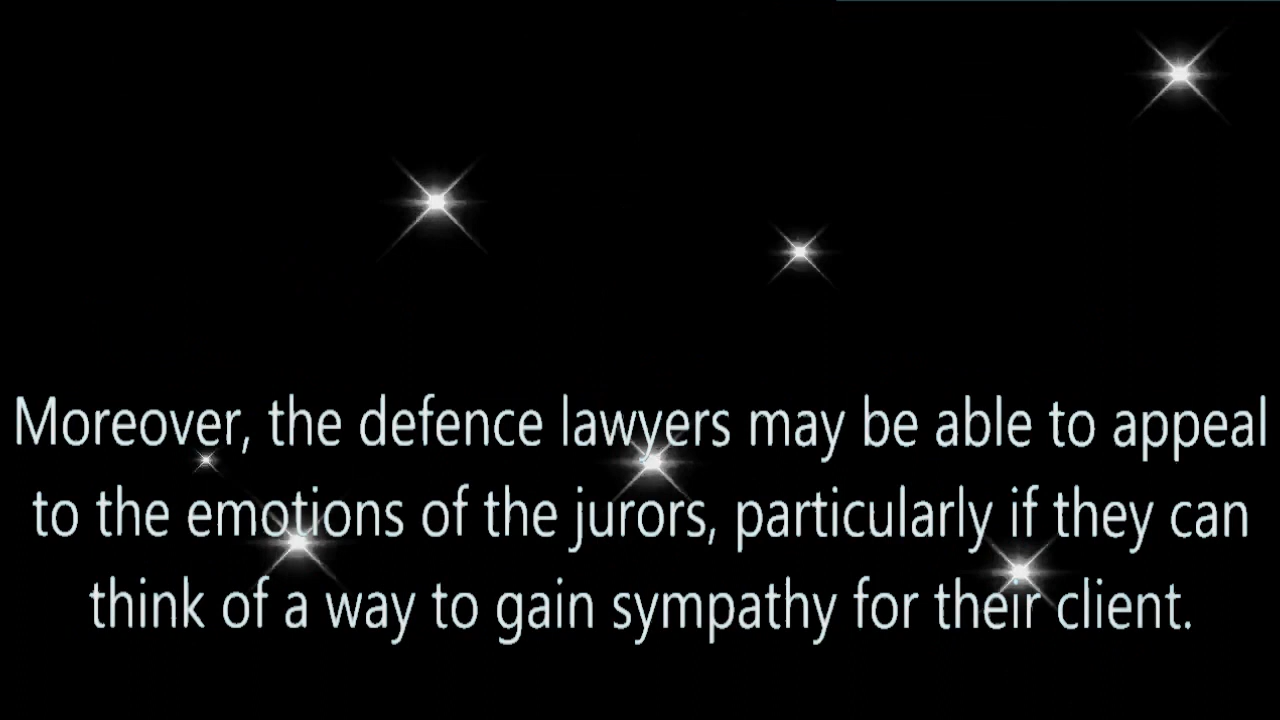 Moreover, the defence lawyers may be able to appeal
to the emotions of the jurors, particularly if they can
think of a way to gain sympathy for their client.